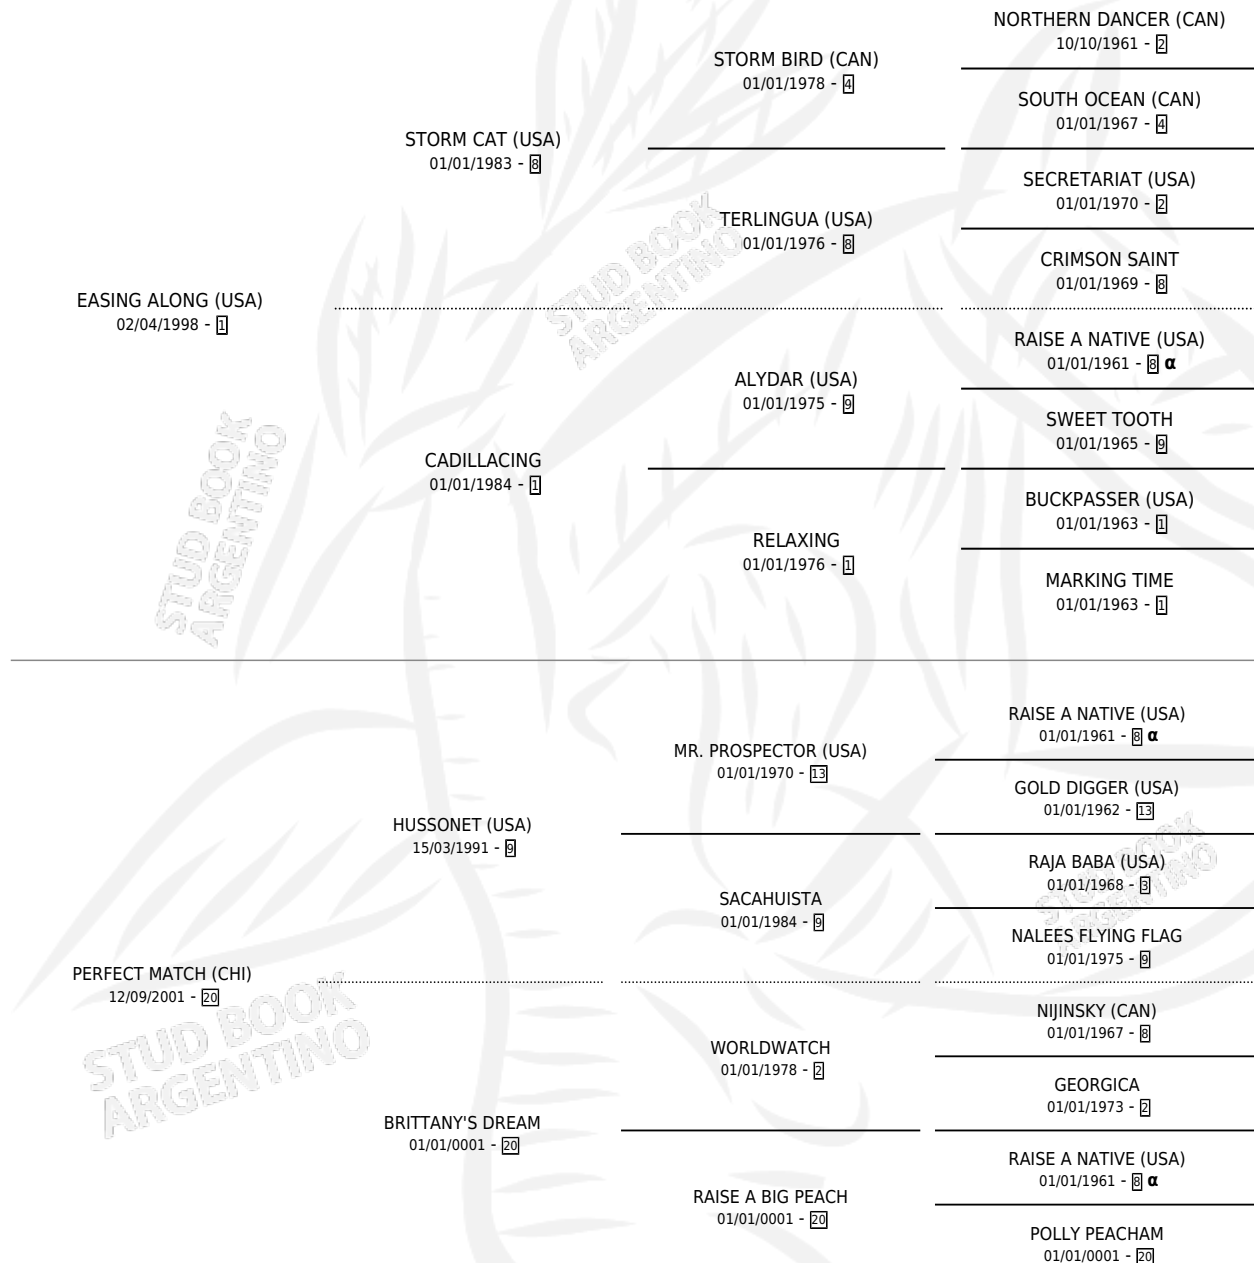 NORTHERN DANCER (CAN)
10/10/1961 - 2
STORM BIRD (CAN)
01/01/1978 - 4
SOUTH OCEAN (CAN)
01/01/1967 - 4
STORM CAT (USA)
01/01/1983 - 8
SECRETARIAT (USA)
01/01/1970 - 2
TERLINGUA (USA)
01/01/1976 - 8
CRIMSON SAINT
01/01/1969 - 8
EASING ALONG (USA)
02/04/1998 - 1
RAISE A NATIVE (USA)
01/01/1961 - 8 α
ALYDAR (USA)
01/01/1975 - 9
SWEET TOOTH
01/01/1965 - 9
CADILLACING
01/01/1984 - 1
BUCKPASSER (USA)
01/01/1963 - 1
RELAXING
01/01/1976 - 1
MARKING TIME
01/01/1963 - 1
RAISE A NATIVE (USA)
01/01/1961 - 8 α
MR. PROSPECTOR (USA)
01/01/1970 - 13
GOLD DIGGER (USA)
01/01/1962 - 13
HUSSONET (USA)
15/03/1991 - 9
RAJA BABA (USA)
01/01/1968 - 3
SACAHUISTA
01/01/1984 - 9
NALEES FLYING FLAG
01/01/1975 - 9
PERFECT MATCH (CHI)
12/09/2001 - 20
NIJINSKY (CAN)
01/01/1967 - 8
WORLDWATCH
01/01/1978 - 2
GEORGICA
01/01/1973 - 2
BRITTANY'S DREAM
01/01/0001 - 20
RAISE A NATIVE (USA)
01/01/1961 - 8 α
RAISE A BIG PEACH
01/01/0001 - 20
POLLY PEACHAM
01/01/0001 - 20
STUD BOOK
ARGENTINO
STUD BOOK
ARGENTINO
STUD BOOK
ARGENTINO
STUD BOOK
ARGENTINO